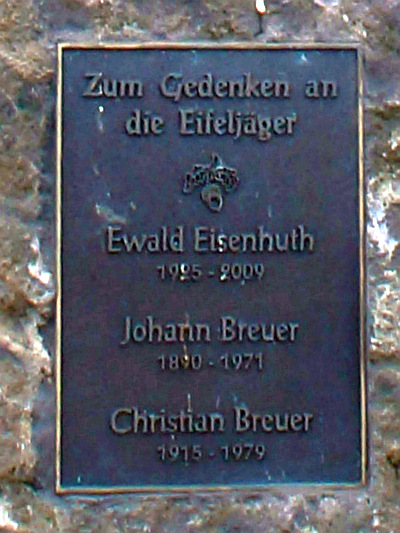 Zum Gedenken an
die Eifeljäger
Ewald Eisenhuth
1925 - 2009
Johann Breuer
1890 - 1971
Christian Breuer
1915 - 1979